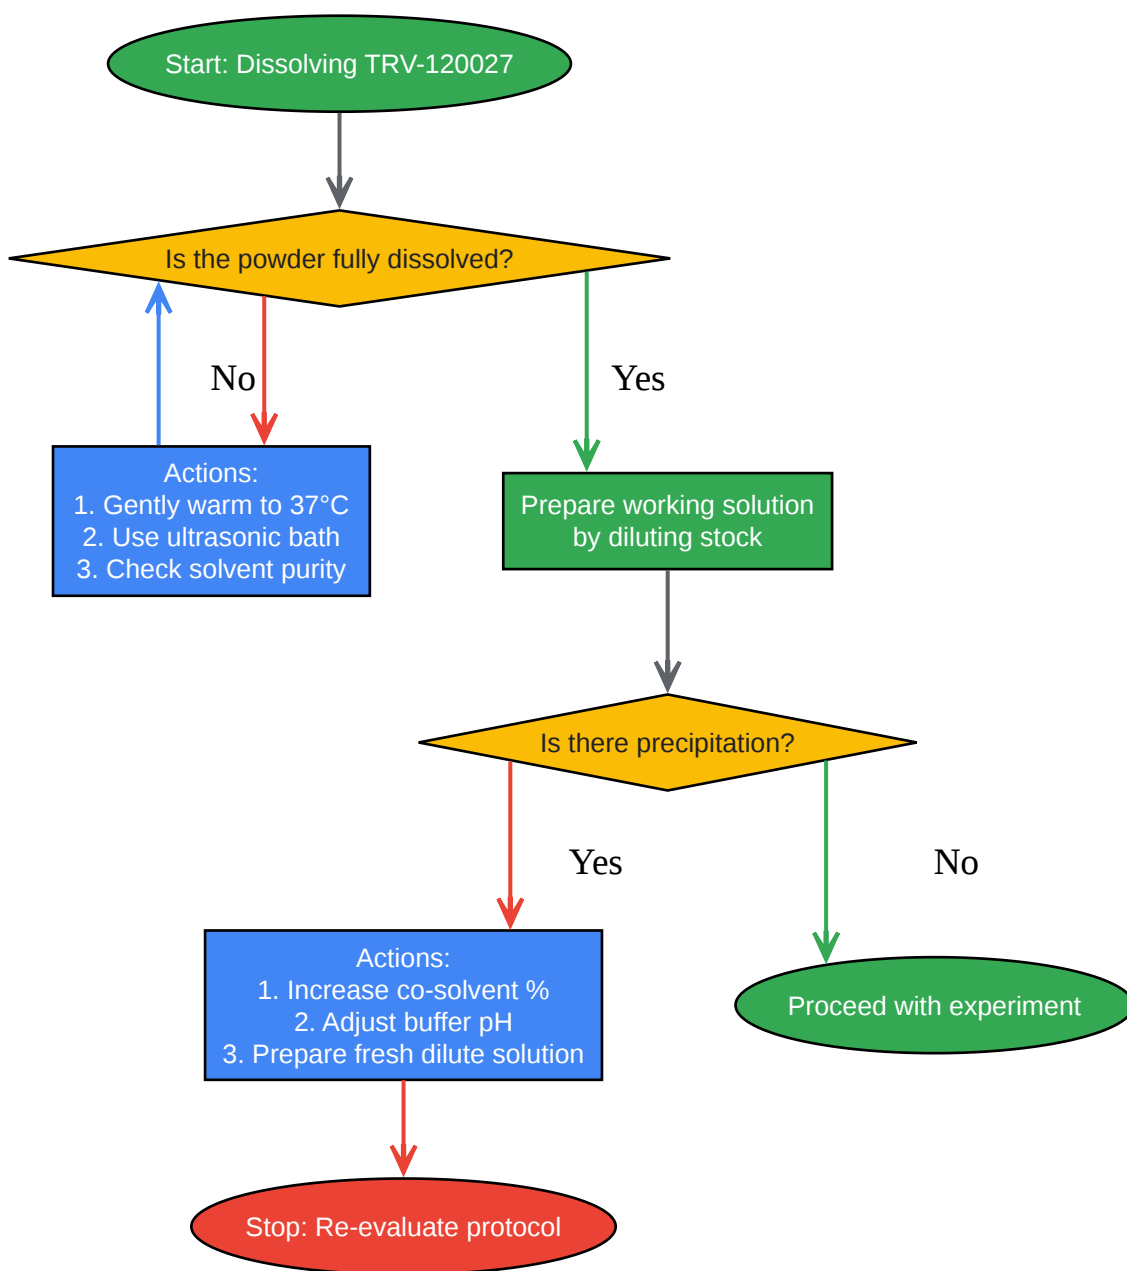 Start: Dissolving TRV-120027
Is the powder fully dissolved?
No
Yes
Actions:
1. Gently warm to 37°C
2. Use ultrasonic bath
3. Check solvent purity
Prepare working solution
by diluting stock
Is there precipitation?
Yes
No
Actions:
1. Increase co-solvent %
2. Adjust buffer pH
3. Prepare fresh dilute solution
Proceed with experiment
Stop: Re-evaluate protocol